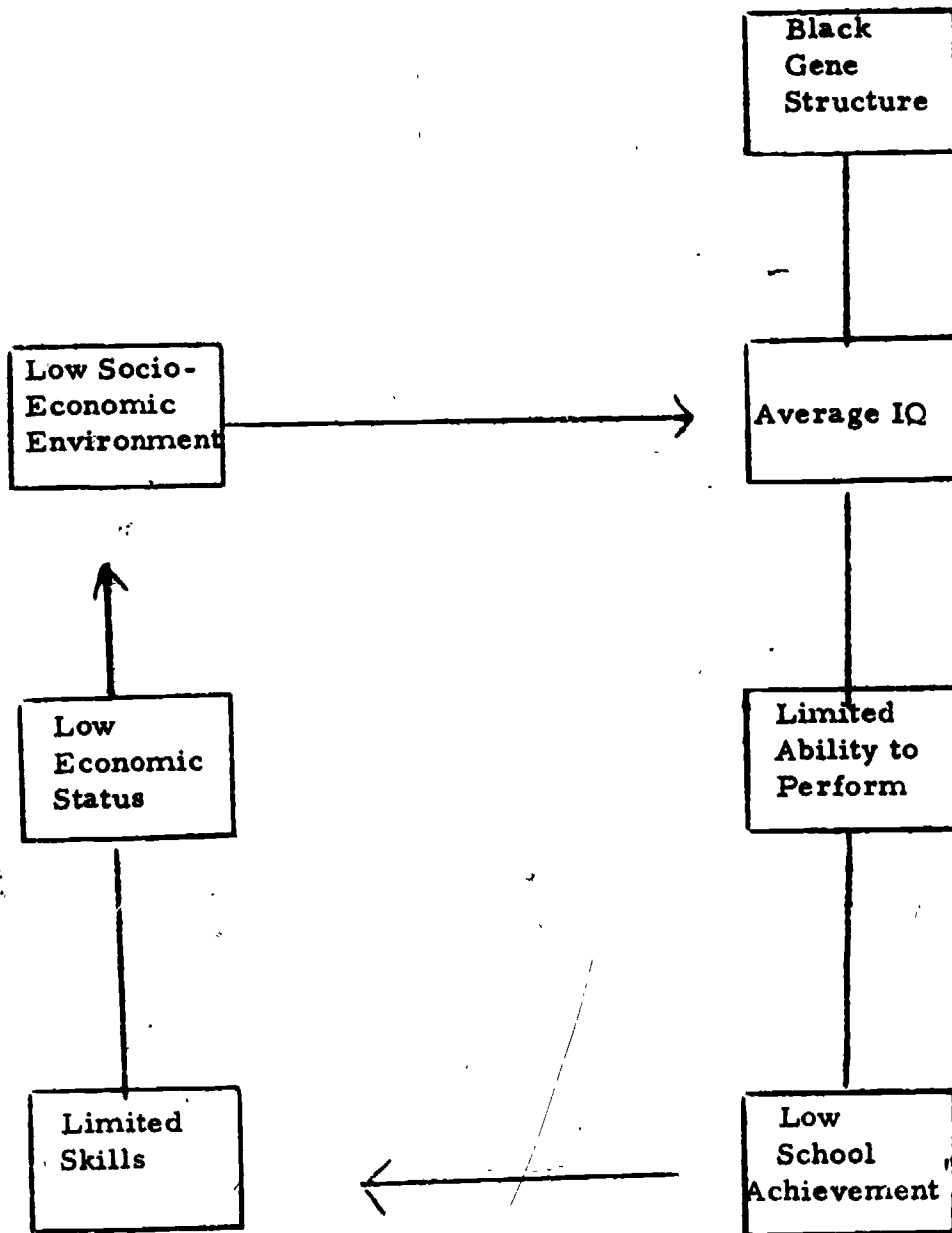 Black
Gene
Structure
Low Socio-
Economic
Environment
Average IQ
Low
Economic
Status
Limited
Ability to
Perform
Limited
Skills
Low
School
Achievement